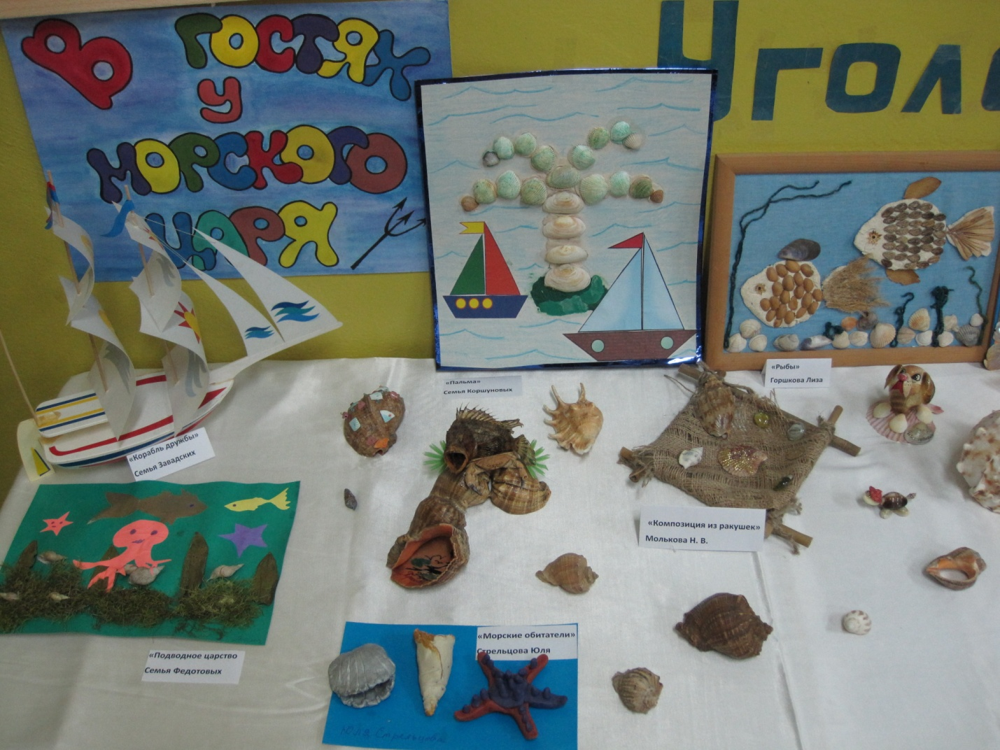 В ГОСТЯХ
У
МОРСКОГО
ЦАРЯ
Уголо
«Пальма»
Семья Коршуновых
«Рыбы»
Горшкова Лиза
«Корабль дружбы»
Семья Завадских
«Композиция из ракушек»
Молькова Н. В.
«Морские обитатели»
Стрельцова Юля
«Подводное царство
Семья Федотовых
Юля Стрельцова